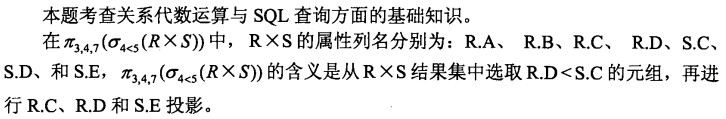 本题考查关系代数运算与 SQL 查询方面的基础知识。
在 π3,4,7(σ4<5(R×S)) 中，R×S 的属性列名分别为：R.A、 R.B、R.C、 R.D、S.C、
S.D、和 S.E，π3,4,7(σ4<5(R×S)) 的含义是从 R×S 结果集中选取 R.D<S.C 的元组，再进
行 R.C、R.D 和 S.E 投影。